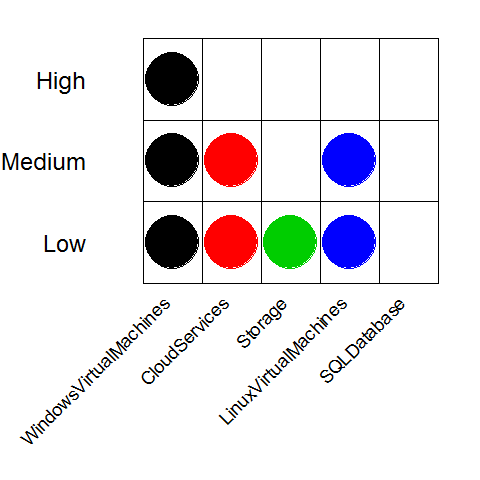 High
Medium
Low
WindowsVirtualMachines
CloudServices
Storage
LinuxVirtualMachines
SQLDatabase